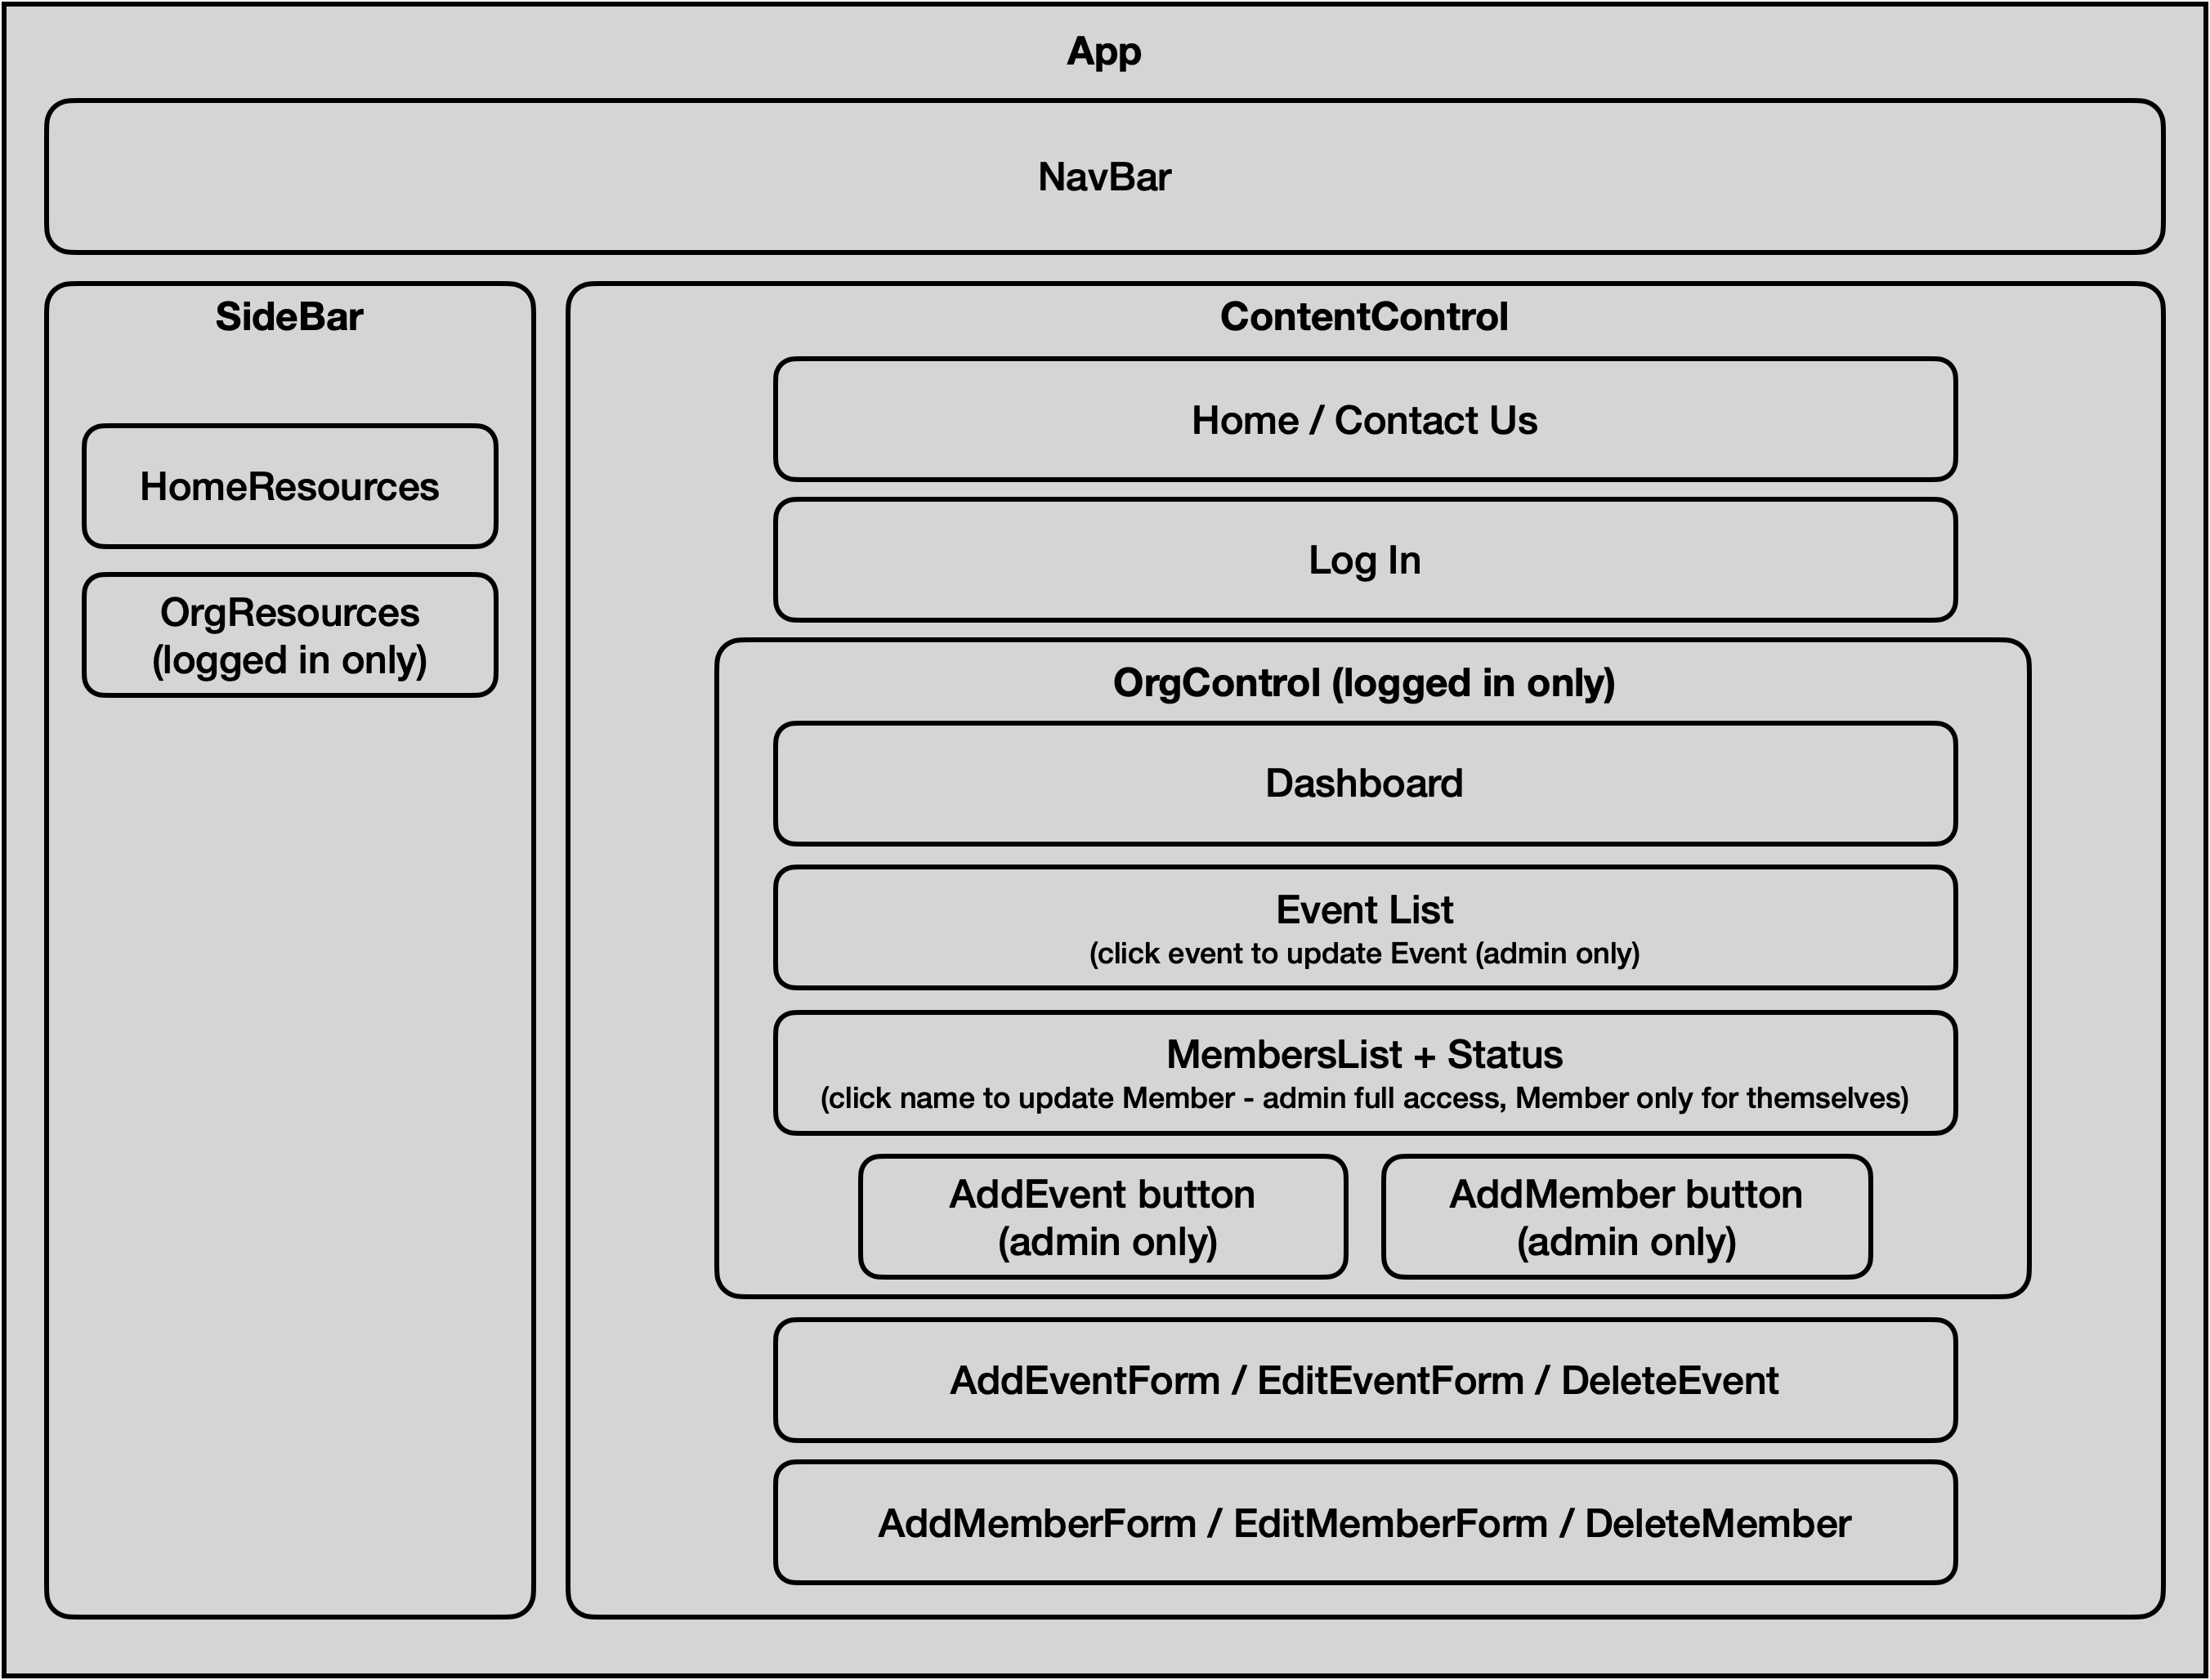 App
NavBar
SideBar
HomeResources
OrgResources
(logged in only)
ContentControl
Home / Contact Us
Log In
OrgControl (logged in only)
Dashboard
Event List
(click event to update Event (admin only)
MembersList + Status
(click name to update Member - admin full access, Member only for themselves)
AddEvent button
(admin only)
AddMember button
(admin only)
AddEventForm / EditEventForm / DeleteEvent
AddMemberForm / EditMemberForm / DeleteMember